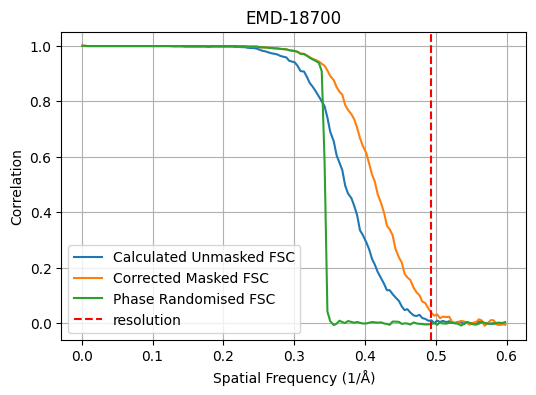 EMD-18700
1.0
0.8
0.6
0.4
0.2
0.0
Correlation
Calculated Unmasked FSC
Corrected Masked FSC
Phase Randomised FSC
resolution
0.0 0.1 0.2 0.3 0.4 0.5 0.6
Spatial Frequency (1/Å)